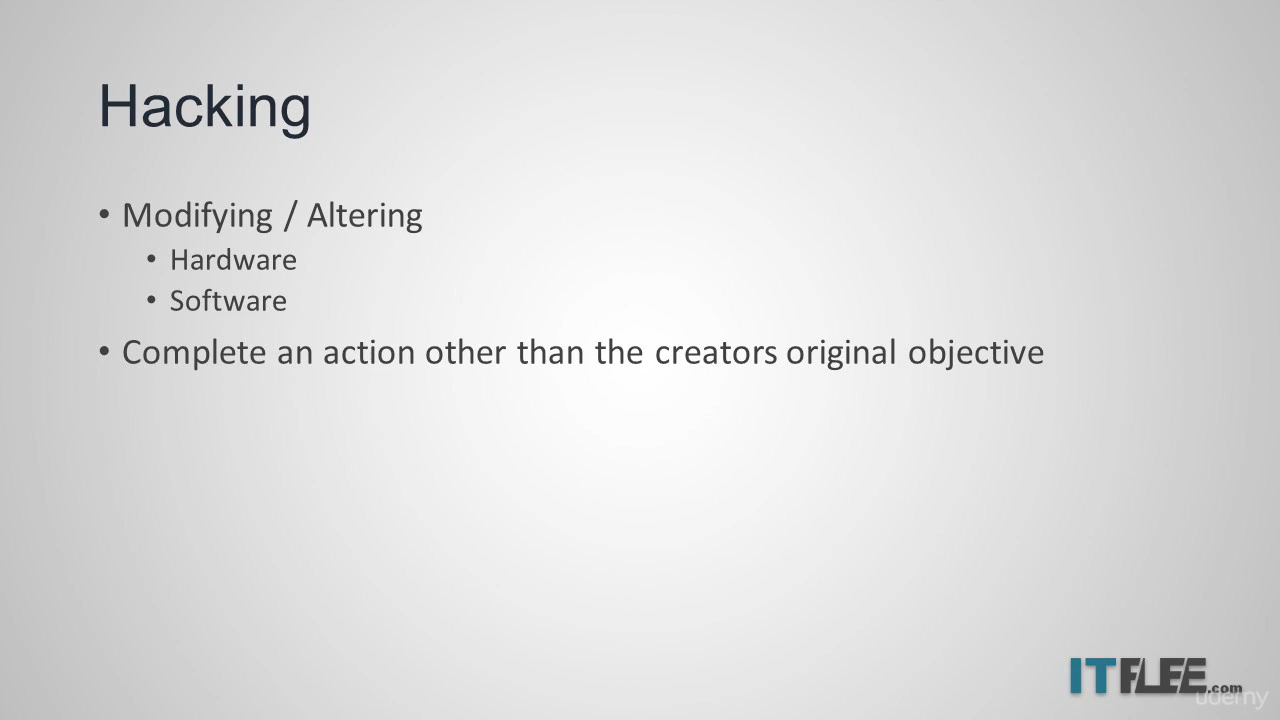 Hacking
• Modifying / Altering
• Hardware
• Software
• Complete an action other than the creators original objective
ITFLEE.com
udemy